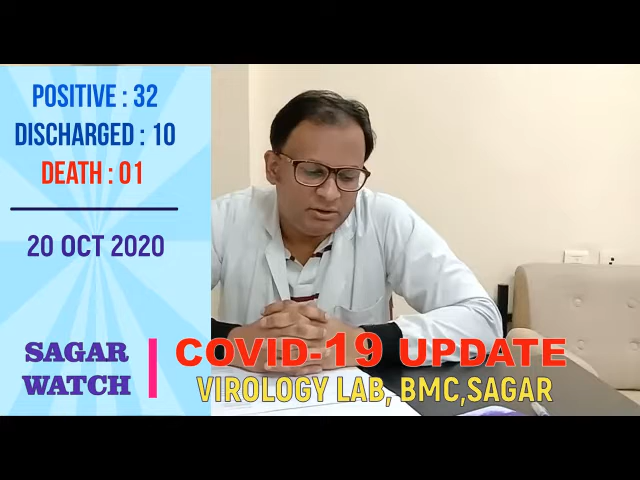 POSITIVE : 32
DISCHARGED : 10
DEATH : 01
20 OCT 2020
SAGAR
WATCH
COVID-19 UPDATE
VIROLOGY LAB, BMC,SAGAR